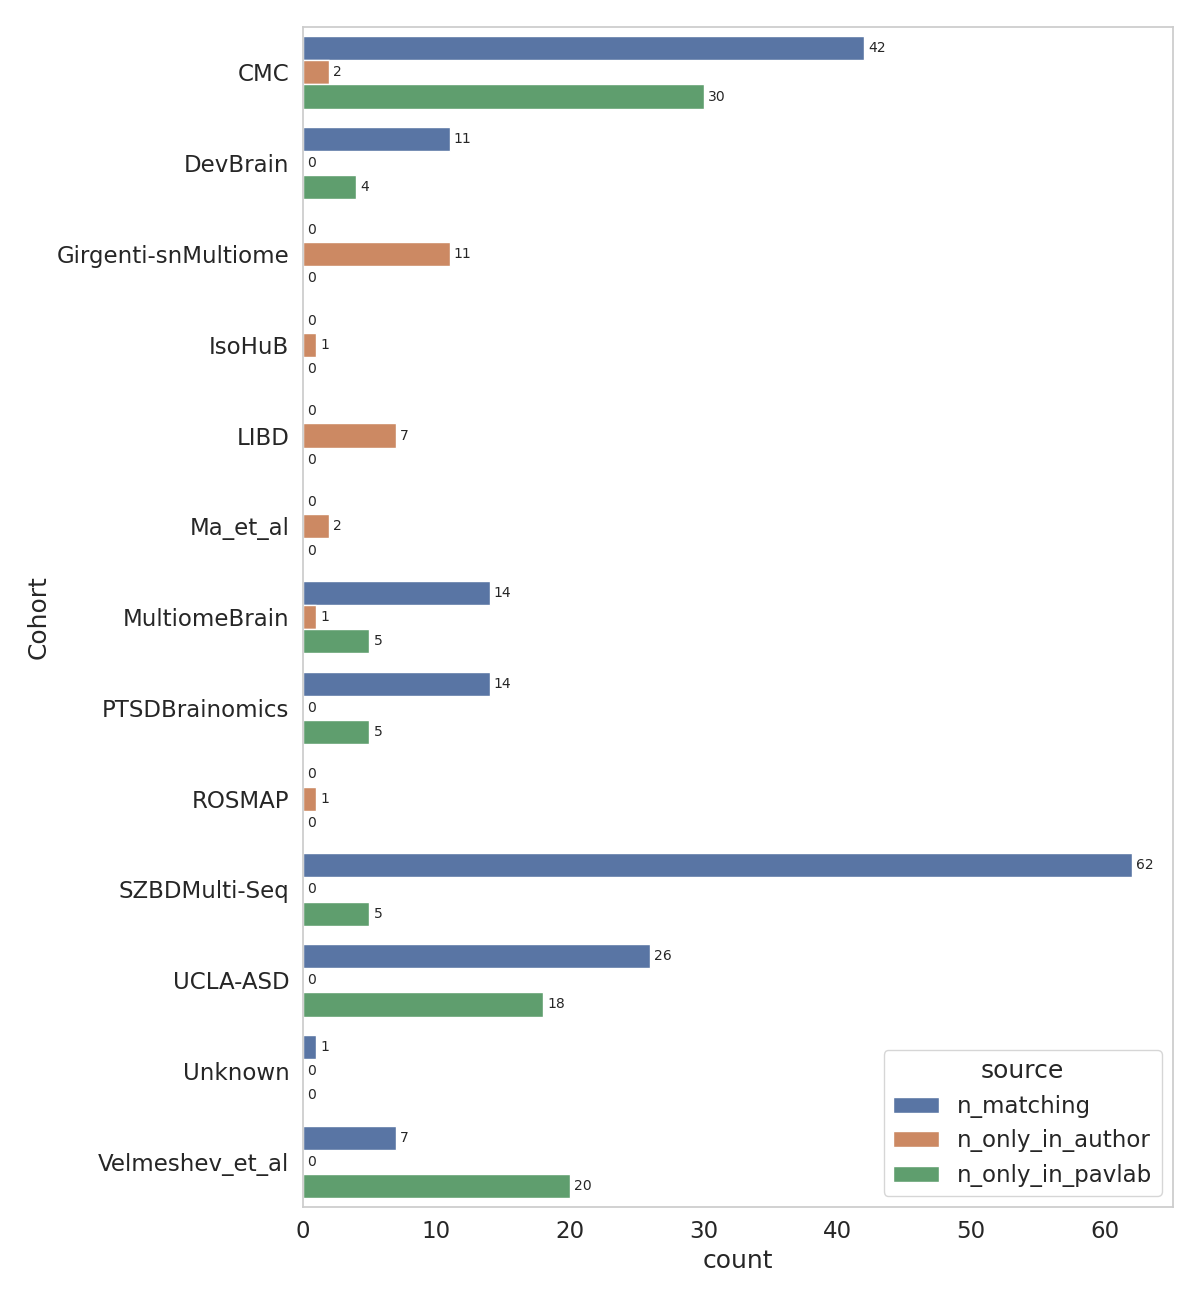 CMC
42
2
30
DevBrain
11
0
4
Girgenti-snMultiome
0
11
0
IsoHuB
0
1
0
LIBD
0
7
0
Ma_et_al
0
2
0
MultiomeBrain
14
1
5
PTSDBrainomics
14
0
5
ROSMAP
0
1
0
SZBDMulti-Seq
62
0
5
UCLA-ASD
26
0
18
Unknown
1
0
0
Velmeshev_et_al
7
0
20
Cohort
0 10 20 30 40 50 60
count
source
n_matching
n_only_in_author
n_only_in_pavlab